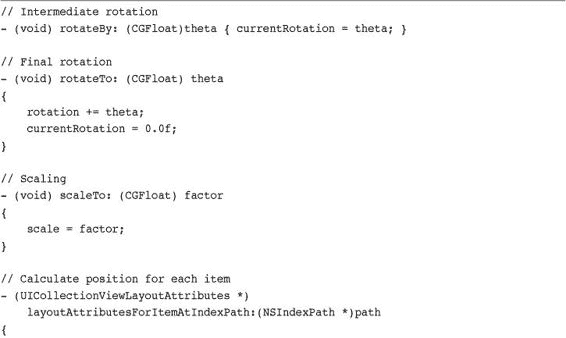 // Intermediate rotation
- (void) rotateBy: (CGFloat)theta { currentRotation = theta; }
// Final rotation
- (void) rotateTo: (CGFloat) theta
{
    rotation += theta;
    currentRotation = 0.0f;
}
// Scaling
- (void) scaleTo: (CGFloat) factor
{
    scale = factor;
}
// Calculate position for each item
- (UICollectionViewLayoutAttributes *)
    layoutAttributesForItemAtIndexPath:(NSIndexPath *)path
{